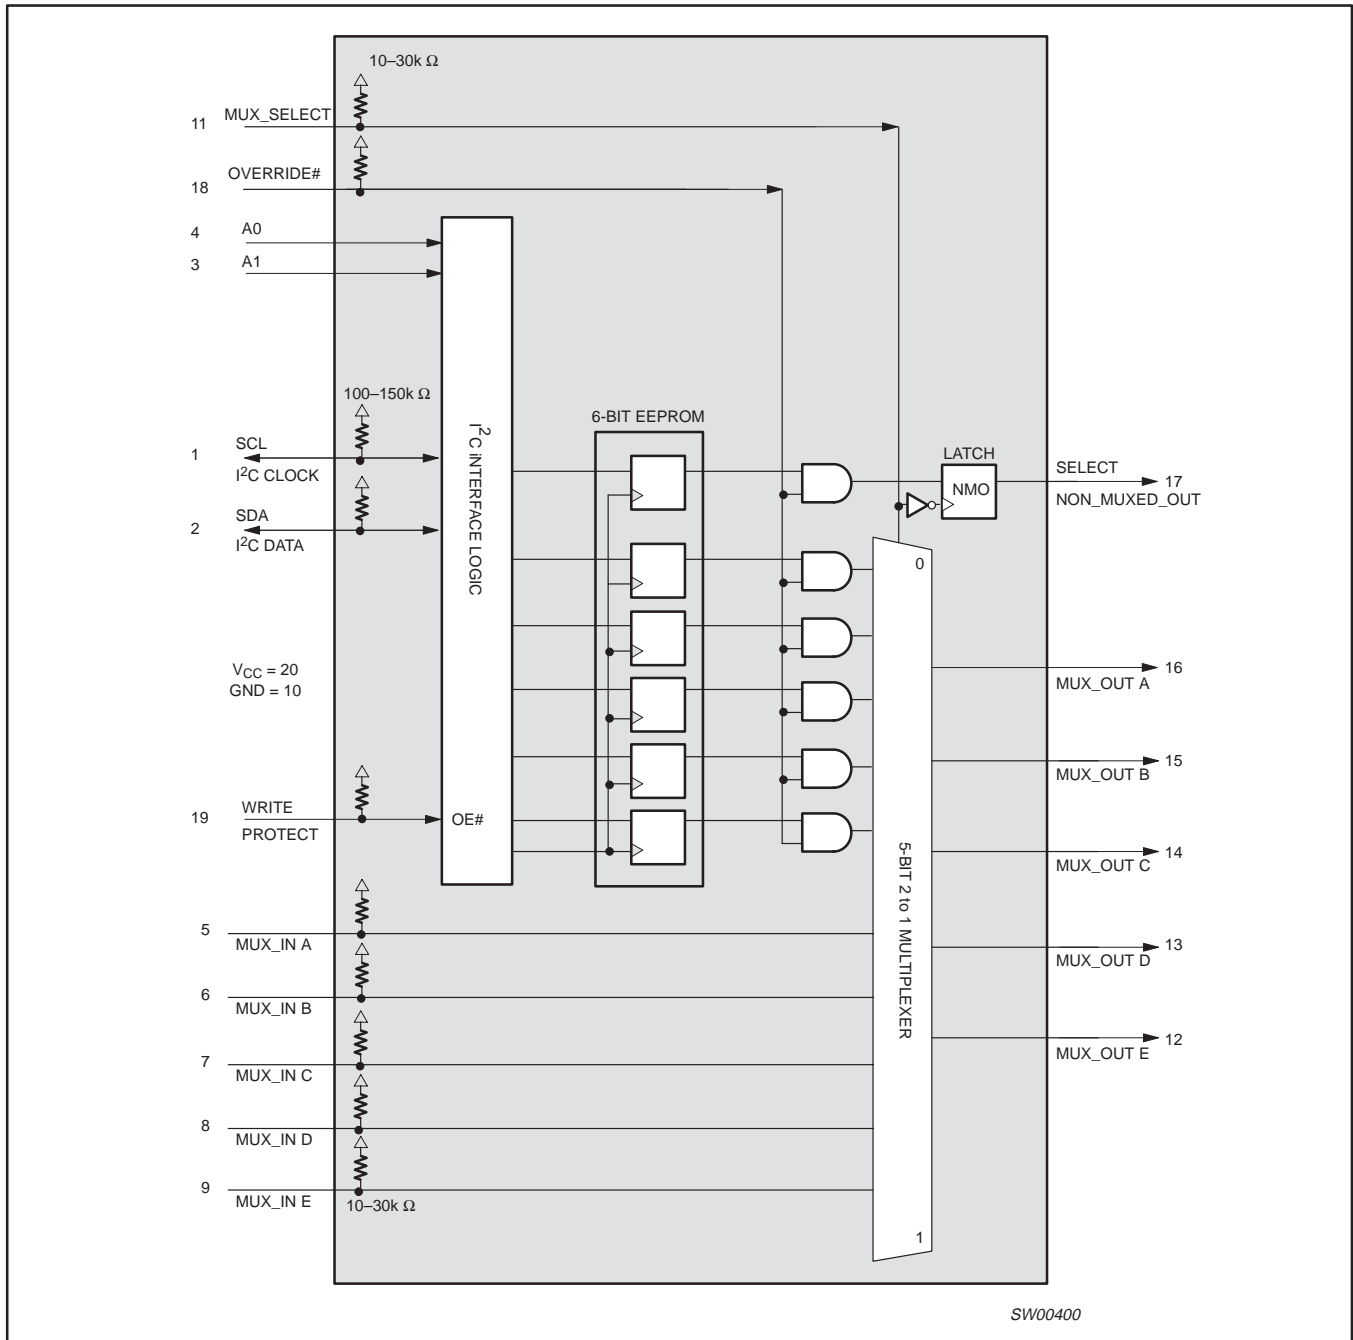 10–30k Ω
11 MUX_SELECT
18 OVERRIDE#
4 A0
3 A1
100–150k Ω
1 SCL
I²C CLOCK
2 SDA
I²C DATA
I²C iNTERFACE LOGIC
6-BIT EEPROM
LATCH
NMO
SELECT
17
NON_MUXED_OUT
0
VCC = 20
GND = 10
16
MUX_OUT A
15
MUX_OUT B
19 WRITE
PROTECT
OE#
14
MUX_OUT C
5-BIT 2 to 1 MULTIPLEXER
5
MUX_IN A
13
MUX_OUT D
6
MUX_IN B
12
MUX_OUT E
7
MUX_IN C
8
MUX_IN D
9
MUX_IN E
10–30k Ω
1
SW00400